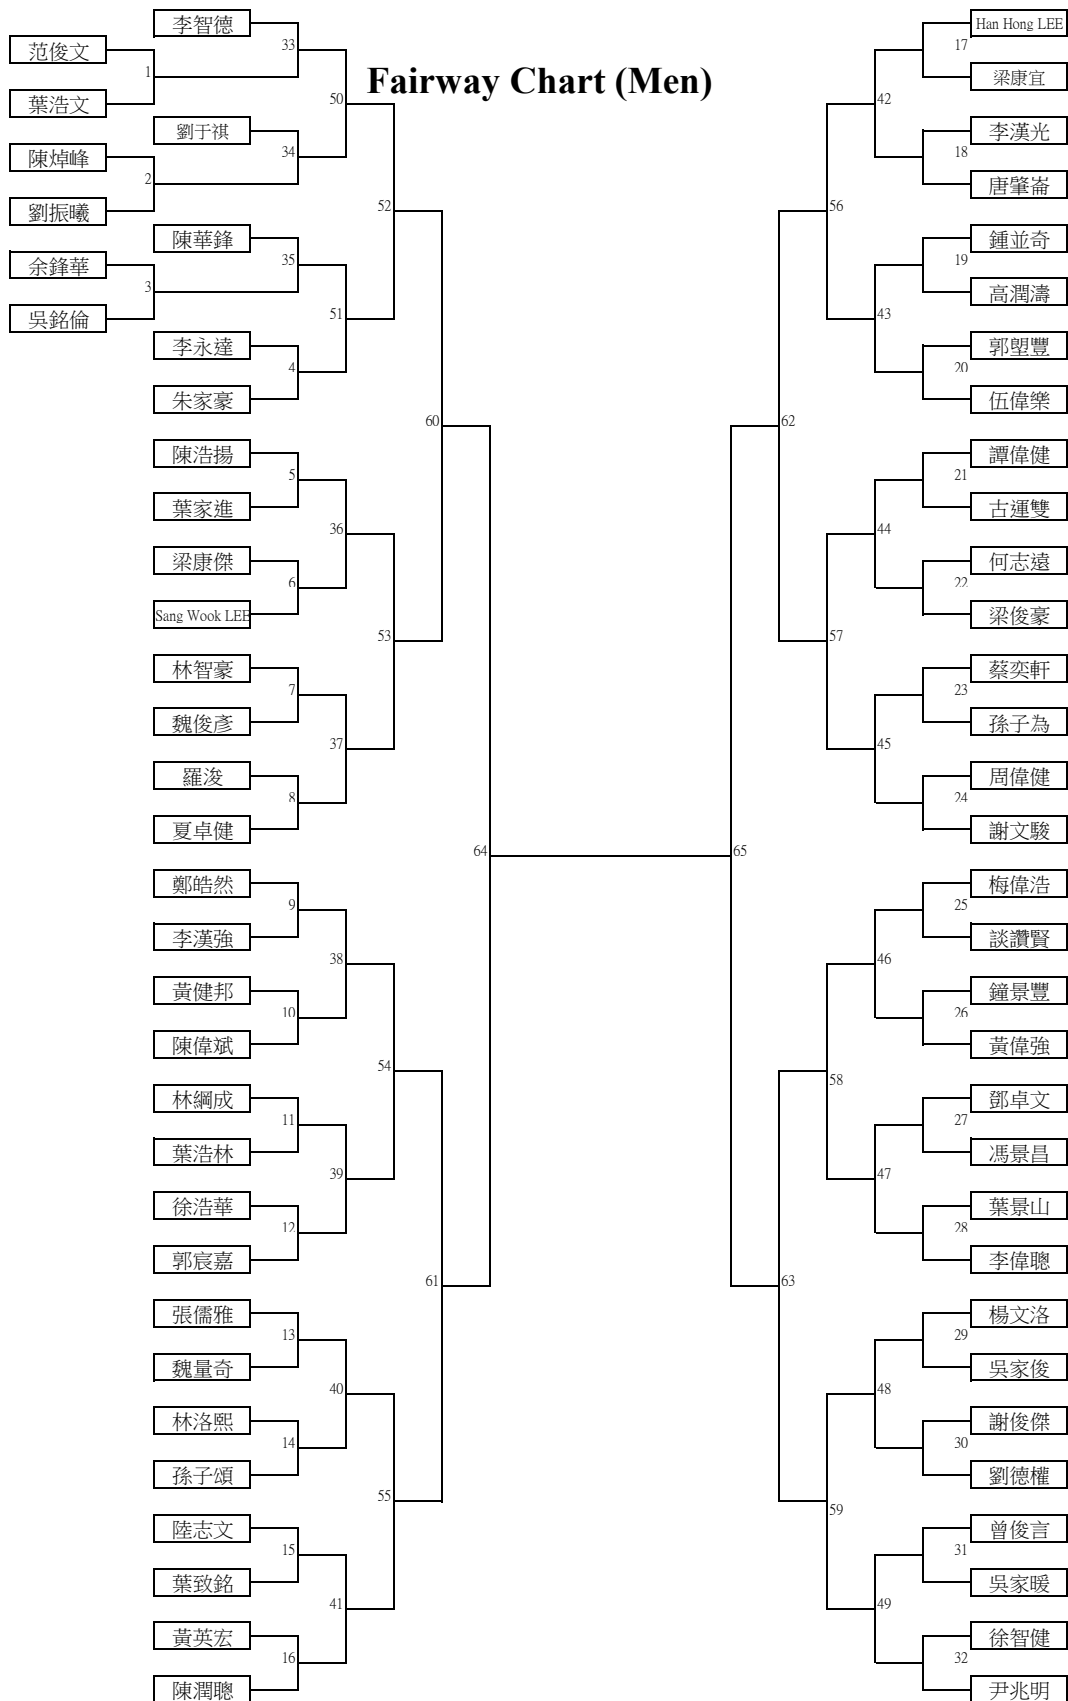 Fairway Chart (Men)
李智德
范俊文
33
1
葉浩文
50
劉于祺
34
陳焯峰
2
劉振曦
52
陳華鋒
35
余鋒華
3
吳銘倫
51
李永達
4
朱家豪
60
陳浩揚
5
葉家進
36
梁康傑
6
Sang Wook LEE
53
林智豪
7
魏俊彥
37
羅浚
8
夏卓健
64
鄭皓然
9
李漢強
38
黃健邦
10
陳偉斌
54
林綱成
11
葉浩林
39
徐浩華
12
郭宸嘉
61
張儒雅
13
魏量奇
40
林洛熙
14
孫子頌
55
陸志文
15
葉致銘
41
黃英宏
16
陳潤聰
Han Hong LEE
17
梁康宜
42
李漢光
18
唐肇崙
56
鍾並奇
19
高潤濤
43
郭塱豐
20
伍偉樂
62
譚偉健
21
古運雙
44
何志遠
22
梁俊豪
57
蔡奕軒
23
孫子為
45
周偉健
24
謝文駿
65
梅偉浩
25
談讚賢
46
鐘景豐
26
黃偉強
58
鄧卓文
27
馮景昌
47
葉景山
28
李偉聰
63
楊文洛
29
吳家俊
48
謝俊傑
30
劉德權
59
曾俊言
31
吳家暖
49
徐智健
32
尹兆明